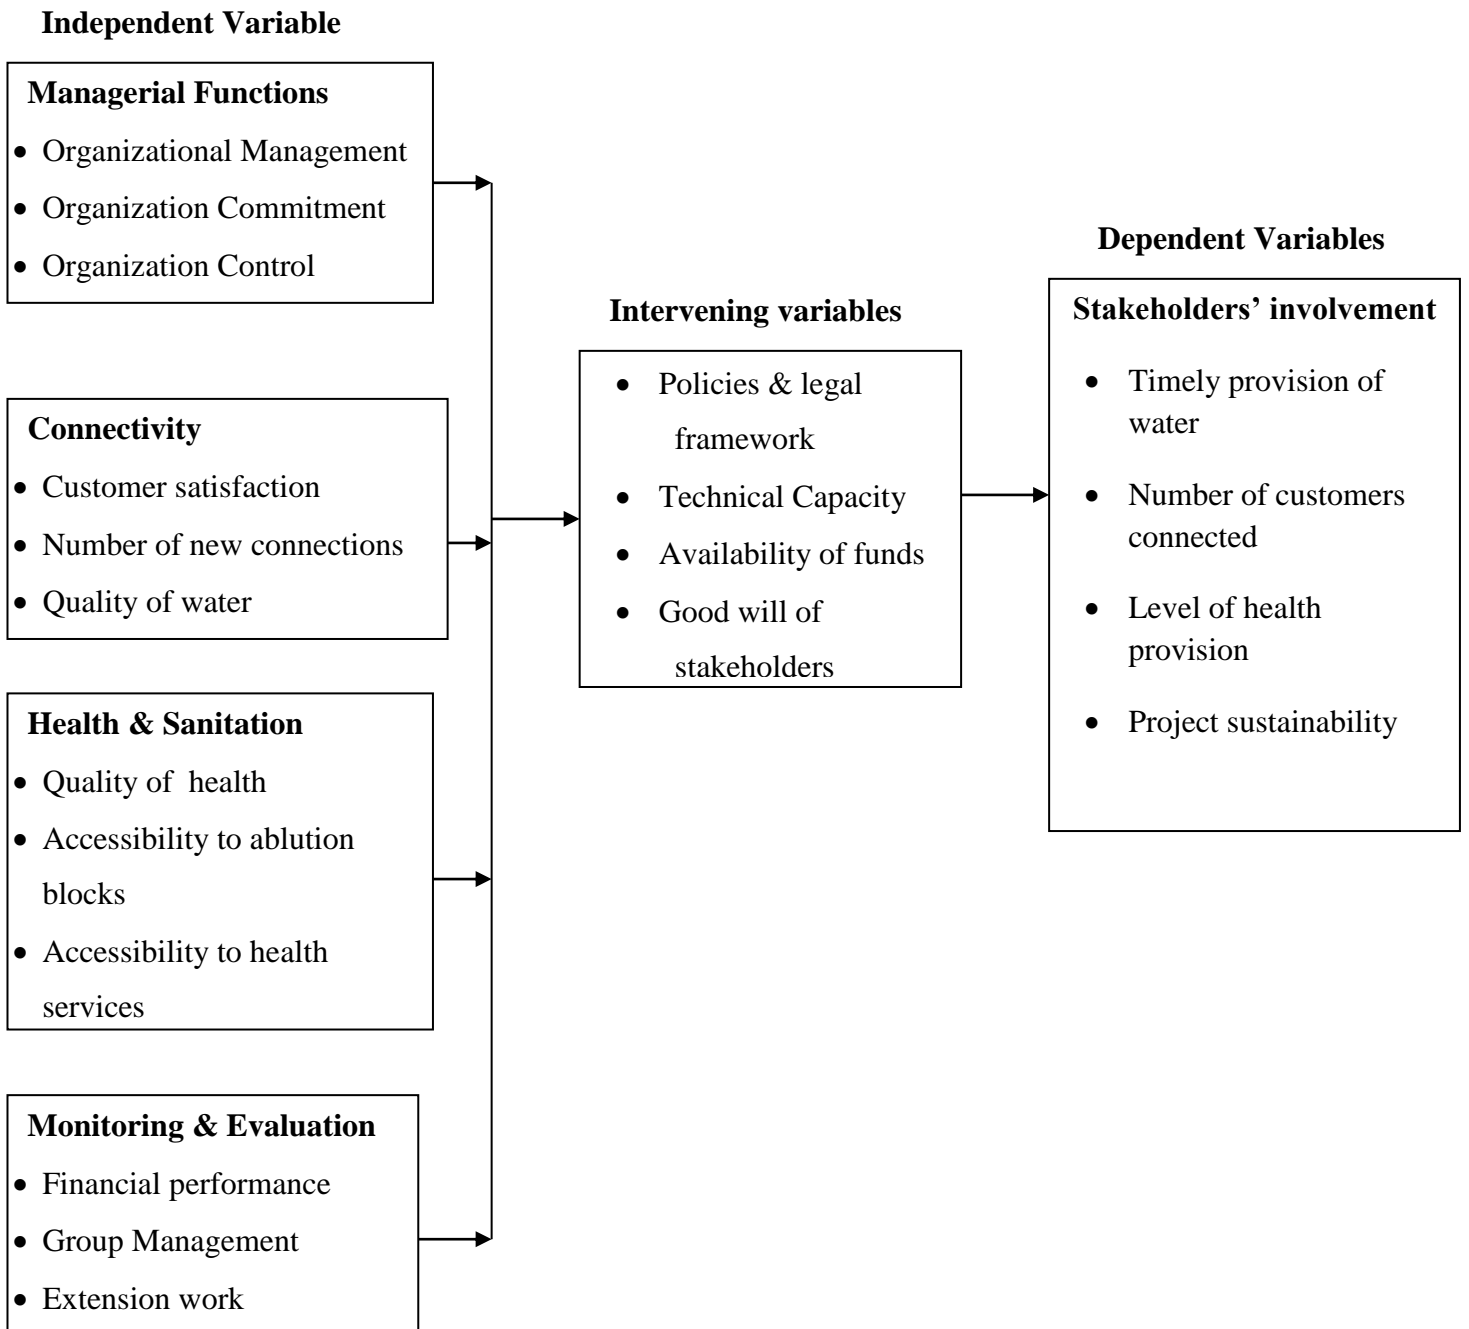 Independent Variable
Managerial Functions
• Organizational Management
• Organization Commitment
• Organization Control
Connectivity
• Customer satisfaction
• Number of new connections
• Quality of water
Health & Sanitation
• Quality of health
• Accessibility to ablution
blocks
• Accessibility to health
services
Monitoring & Evaluation
• Financial performance
• Group Management
• Extension work
Intervening variables
• Policies & legal
framework
• Technical Capacity
• Availability of funds
• Good will of
stakeholders
Dependent Variables
Stakeholders’ involvement
• Timely provision of
water
• Number of customers
connected
• Level of health
provision
• Project sustainability